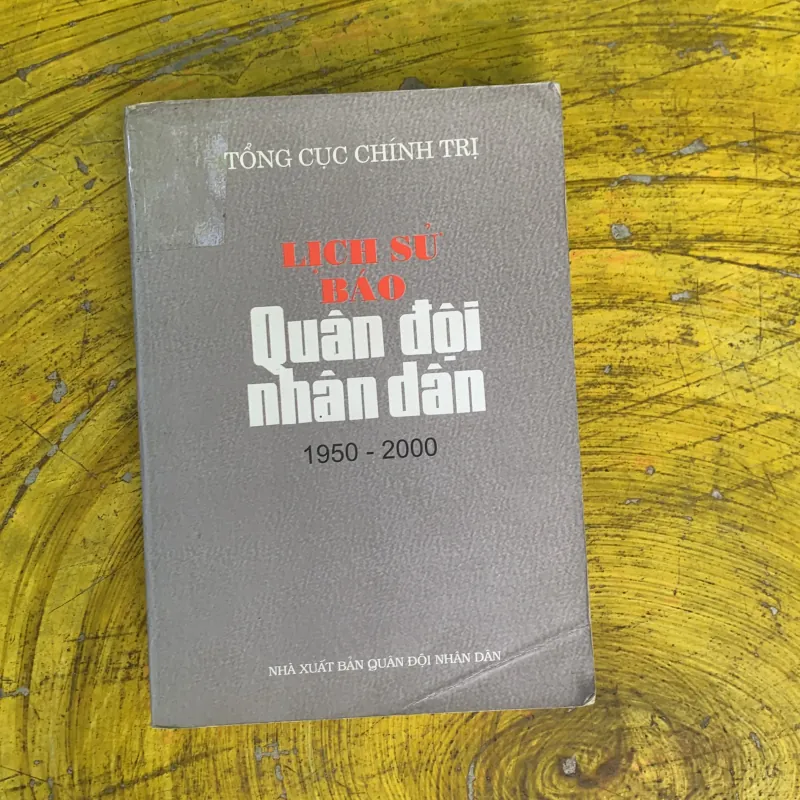 TỔNG CỤC CHÍNH TRỊ
LỊCH SỬ
BÁO
Quân đội
nhân dân
1950 - 2000
NHÀ XUẤT BẢN QUÂN ĐỘI NHÂN DÂN